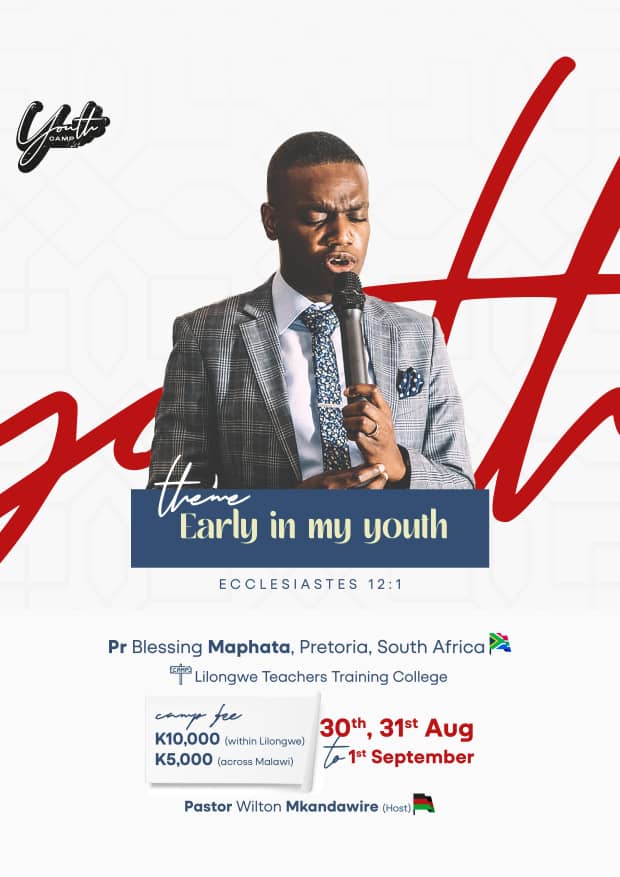 Youth
CAMP
youth
theme
Early in my youth
ECCLESIASTES 12:1
Pr Blessing Maphata, Pretoria, South Africa
CAMP
Lilongwe Teachers Training College
camp fee
K10,000 (within Lilongwe)
K5,000 (across Malawi)
30th, 31st Aug
to 1st September
Pastor Wilton Mkandawire (Host)